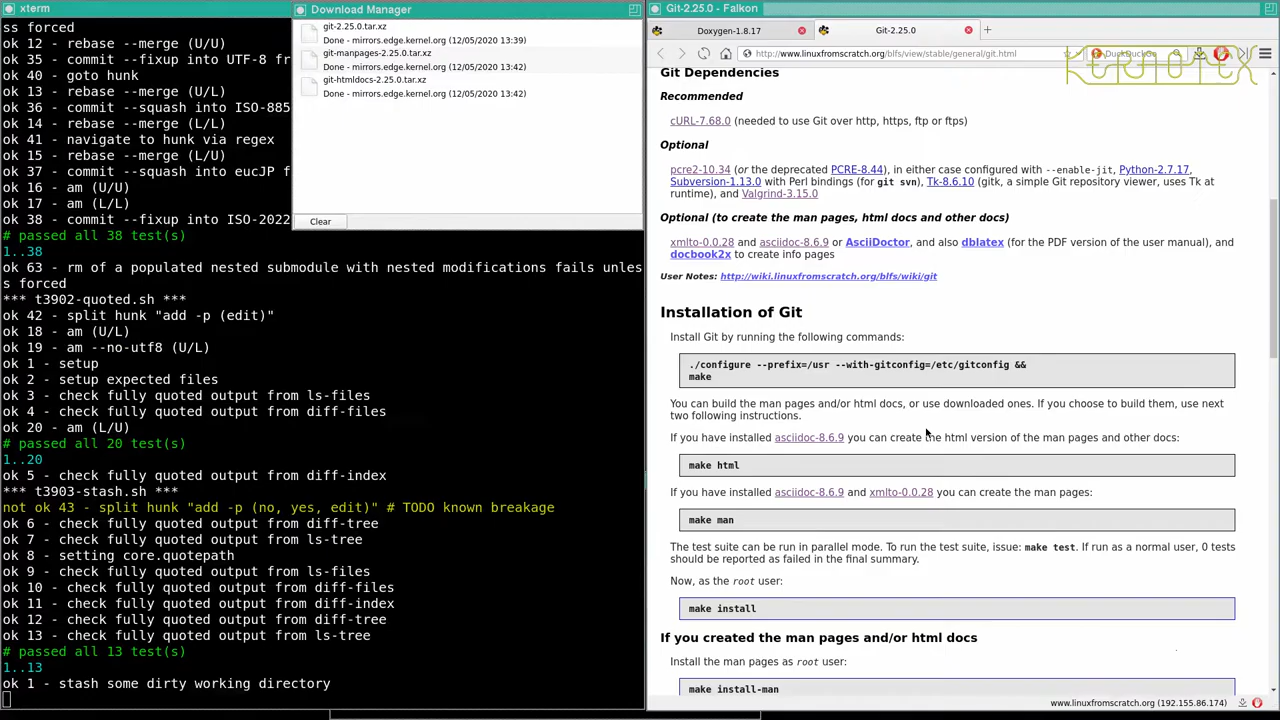 xterm
ss forced
ok 12 - rebase --merge (U/U)
ok 35 - commit --fixup into UTF-8 fr
ok 40 - goto hunk
ok 13 - rebase --merge (U/L)
ok 36 - commit --squash into ISO-885
ok 14 - rebase --merge (L/L)
ok 41 - navigate to hunk via regex
ok 15 - rebase --merge (L/U)
ok 37 - commit --squash into eucJP f
ok 16 - am (U/U)
ok 17 - am (L/L)
ok 38 - commit --fixup into ISO-2022
# passed all 38 test(s)
1..38
ok 63 - rm of a populated nested submodule with nested modifications fails unles
s forced
*** t3902-quoted.sh ***
ok 42 - split hunk "add -p (edit)"
ok 18 - am (U/L)
ok 19 - am --no-utf8 (U/L)
ok 1 - setup
ok 2 - setup expected files
ok 3 - check fully quoted output from ls-files
ok 4 - check fully quoted output from diff-files
ok 20 - am (L/U)
# passed all 20 test(s)
1..20
ok 5 - check fully quoted output from diff-index
*** t3903-stash.sh ***
not ok 43 - split hunk "add -p (no, yes, edit)" # TODO known breakage
ok 6 - check fully quoted output from diff-tree
ok 7 - check fully quoted output from ls-tree
ok 8 - setting core.quotepath
ok 9 - check fully quoted output from ls-files
ok 10 - check fully quoted output from diff-files
ok 11 - check fully quoted output from diff-index
ok 12 - check fully quoted output from diff-tree
ok 13 - check fully quoted output from ls-tree
# passed all 13 test(s)
1..13
ok 1 - stash some dirty working directory
Download Manager
git-2.25.0.tar.xz
Done - mirrors.edge.kernel.org (12/05/2020 13:39)
git-manpages-2.25.0.tar.xz
Done - mirrors.edge.kernel.org (12/05/2020 13:42)
git-htmldocs-2.25.0.tar.xz
Done - mirrors.edge.kernel.org (12/05/2020 13:42)
Clear
Git-2.25.0 - Falkon
Doxygen-1.8.17
Git-2.25.0
http://www.linuxfromscratch.org/blfs/view/stable/general/git.html
DuckDuckGo
KERNOTEX
Git Dependencies
Recommended
cURL-7.68.0 (needed to use Git over http, https, ftp or ftps)
Optional
pcre2-10.34 (or the deprecated PCRE-8.44), in either case configured with --enable-jit, Python-2.7.17,
Subversion-1.13.0 with Perl bindings (for git svn), Tk-8.6.10 (gitk, a simple Git repository viewer, uses Tk at
runtime), and Valgrind-3.15.0
Optional (to create the man pages, html docs and other docs)
xmlto-0.0.28 and asciidoc-8.6.9 or AsciiDoctor, and also dblatex (for the PDF version of the user manual), and
docbook2x to create info pages
User Notes: http://wiki.linuxfromscratch.org/blfs/wiki/git
Installation of Git
Install Git by running the following commands:
./configure --prefix=/usr --with-gitconfig=/etc/gitconfig &&
make
You can build the man pages and/or html docs, or use downloaded ones. If you choose to build them, use next
two following instructions.
If you have installed asciidoc-8.6.9 you can create the html version of the man pages and other docs:
make html
If you have installed asciidoc-8.6.9 and xmlto-0.0.28 you can create the man pages:
make man
The test suite can be run in parallel mode. To run the test suite, issue: make test. If run as a normal user, 0 tests
should be reported as failed in the final summary.
Now, as the root user:
make install
If you created the man pages and/or html docs
Install the man pages as root user:
make install-man
www.linuxfromscratch.org (192.155.86.174)